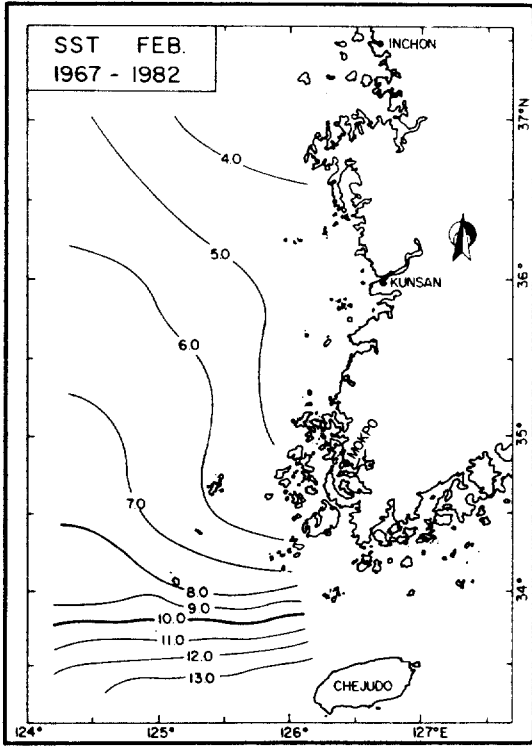 SST FEB.
1967 - 1982
INCHON
37°N
4.0
5.0
36°
KUNSAN
6.0
35°
MOKPO
7.0
34°
8.0
9.0
10.0
11.0
12.0
13.0
CHEJUDO
124°
125°
126°
127°E